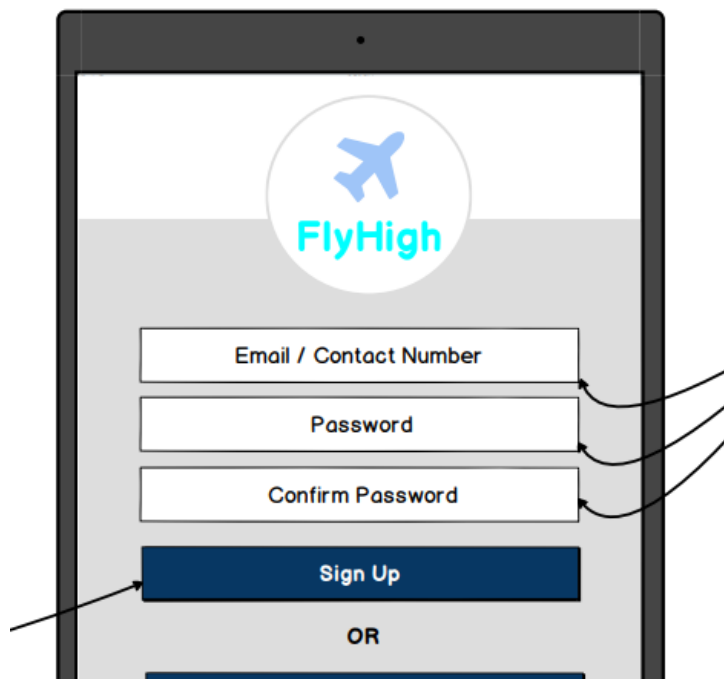 FlyHigh
Email / Contact Number
Password
Confirm Password
Sign Up
OR